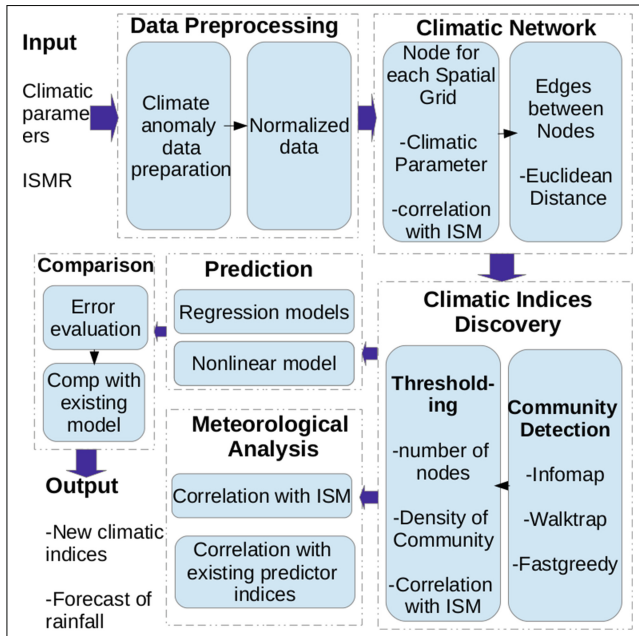 Input
Climatic
parame
ers
ISMR
Data Preprocessing
Climate
anomaly
data
preparation
Normalized
data
Climatic Network
Node for
each Spatial
Grid
-Climatic
Parameter
-correlation
with ISM
Edges
between
Nodes
-Euclidean
Distance
Climatic Indices
Discovery
Community
Detection
-Infomap
-Walktrap
-Fastgreedy
Threshold-
ing
-number of
nodes
-Density of
Community
-Correlation
with ISM
Prediction
Regression models
Nonlinear model
Meteorological
Analysis
Correlation with ISM
Correlation with
existing predictor
indices
Comparison
Error
evaluation
Comp with
existing
model
Output
-New climatic
indices
-Forecast of
rainfall